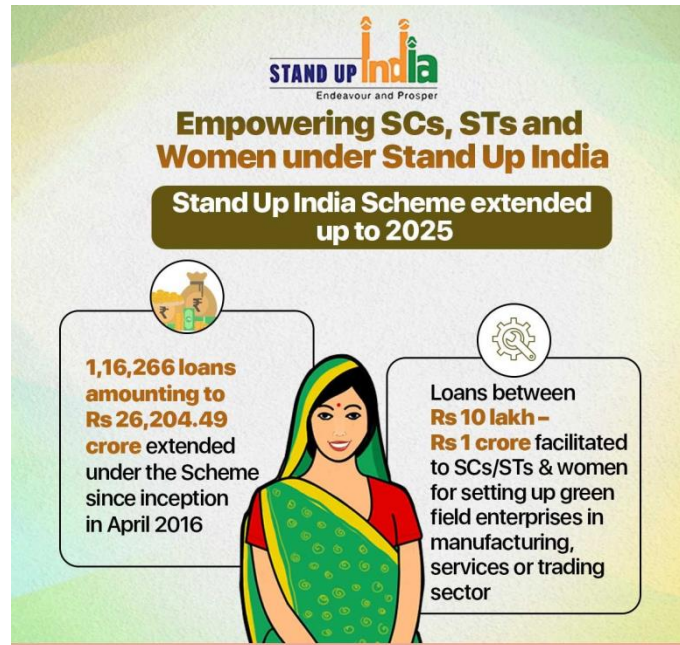 STAND UP India
Endeavour and Prosper
Empowering SCs, STs and
Women under Stand Up India
Stand Up India Scheme extended
up to 2025
1,16,266 loans
amounting to
Rs 26,204.49
crore extended
under the Scheme
since inception
in April 2016
Loans between
Rs 10 lakh –
Rs 1 crore facilitated
to SCs/STs & women
for setting up green
field enterprises in
manufacturing,
services or trading
sector